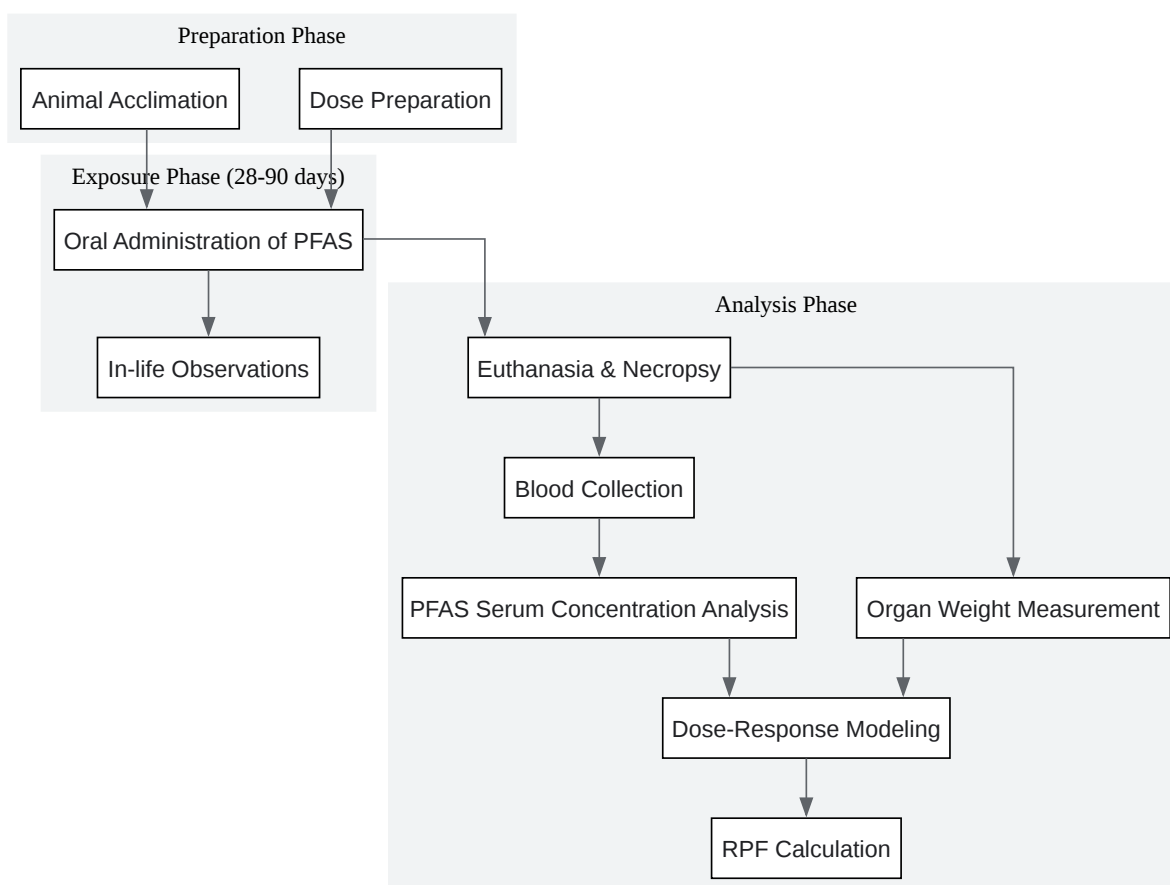 Preparation Phase
Animal Acclimation
Dose Preparation
Exposure Phase (28-90 days)
Oral Administration of PFAS
In-life Observations
Analysis Phase
Euthanasia & Necropsy
Blood Collection
PFAS Serum Concentration Analysis
Organ Weight Measurement
Dose-Response Modeling
RPF Calculation